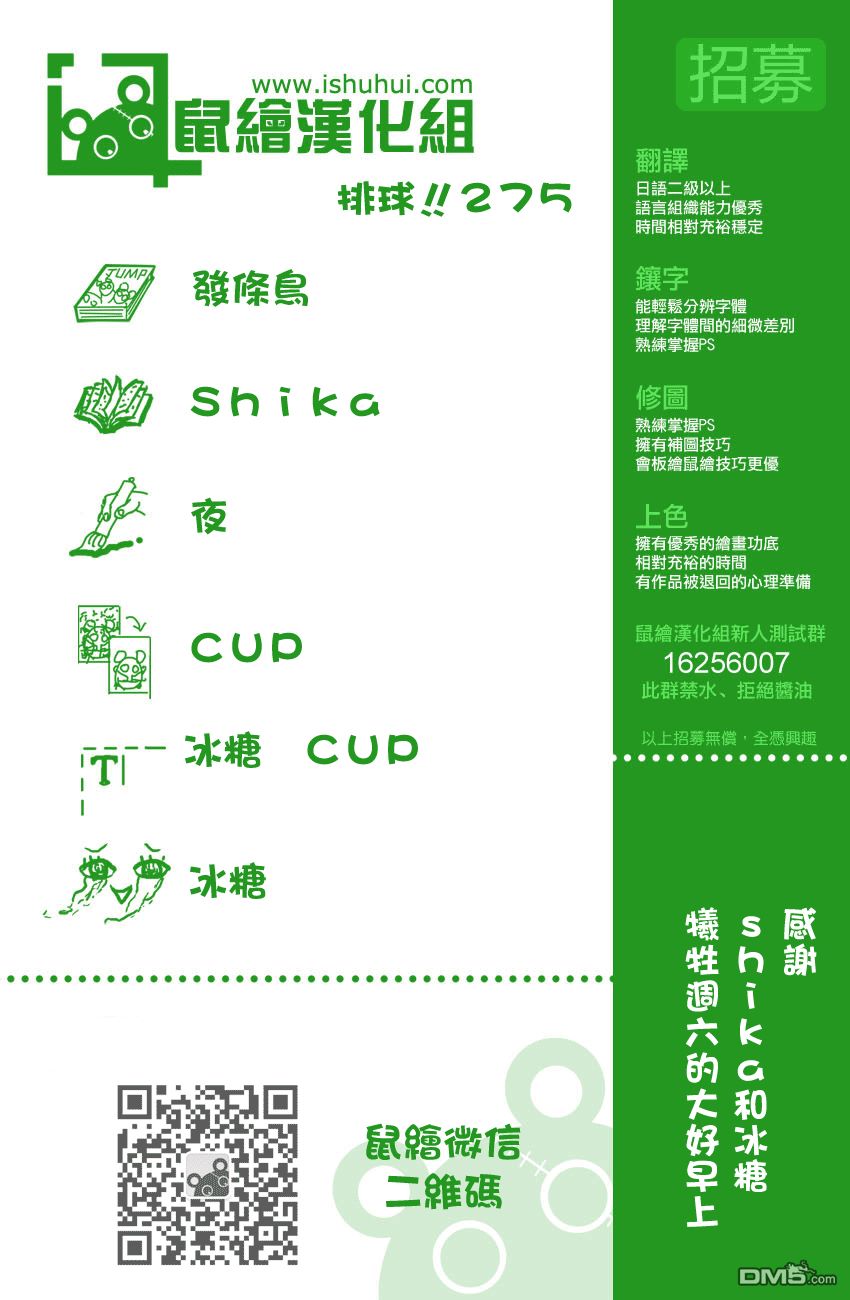 www.ishuhui.com
鼠繪漢化組
排球!!275
JUMP
發條鳥
Shika
夜
CUP
T
冰糖 CUP
冰糖
鼠繪微信
二維碼
招募
翻譯
日語二級以上
語言組織能力優秀
時間相對充裕穩定
鑲字
能輕鬆分辨字體
理解字體間的細微差別
熟練掌握PS
修圖
熟練掌握PS
擁有補圖技巧
會板繪鼠繪技巧更優
上色
擁有優秀的繪畫功底
相對充裕的時間
有作品被退回的心理準備
鼠繪漢化組新人測試群
16256007
此群禁水、拒絕醬油
以上招募無償，全憑興趣
感謝
shika和冰糖
犧牲週六的大好早上
DM5.com